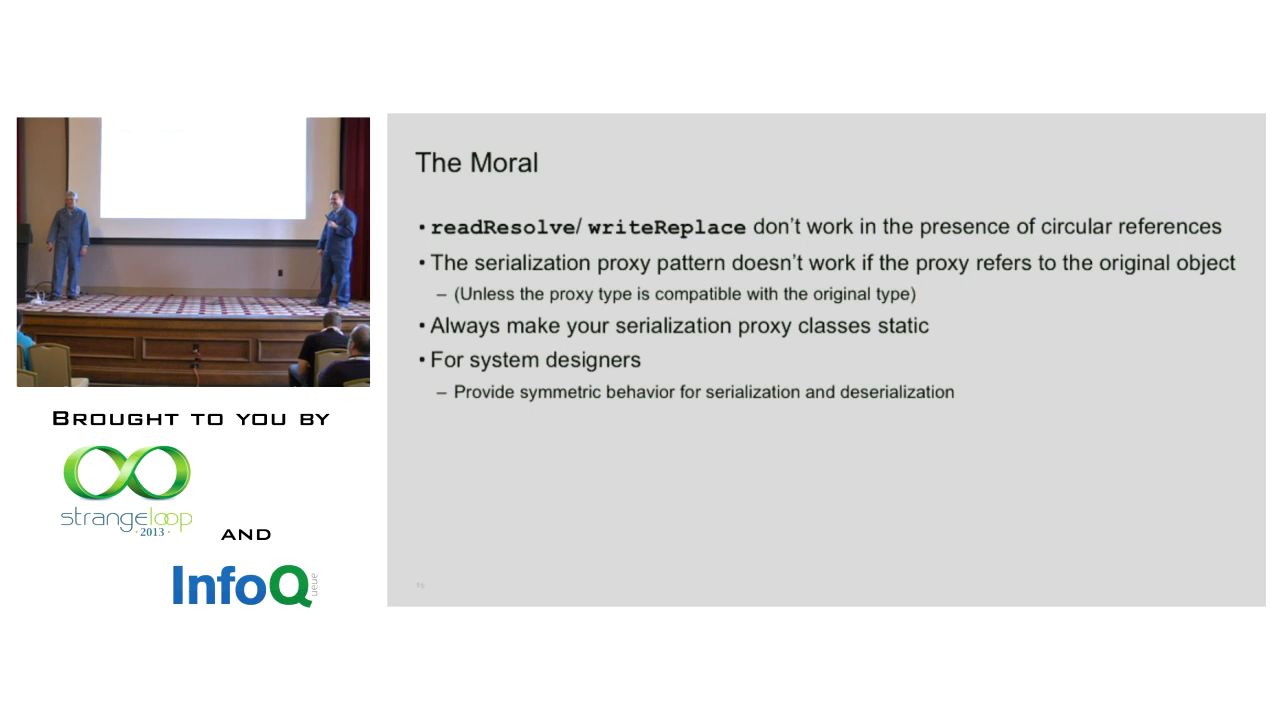 The Moral
• readResolve/ writeReplace don't work in the presence of circular references
• The serialization proxy pattern doesn't work if the proxy refers to the original object
– (Unless the proxy type is compatible with the original type)
• Always make your serialization proxy classes static
• For system designers
– Provide symmetric behavior for serialization and deserialization
BROUGHT TO YOU BY
strangeloop
· 2013 ·
AND
InfoQ
ueue